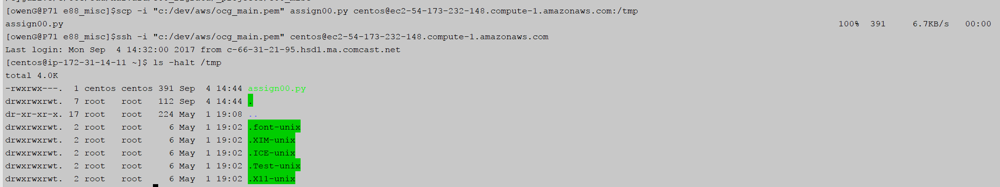 [owenG@P71 e88_misc]$scp -i "c:/dev/aws/ocg_main.pem" assign00.py centos@ec2-54-173-232-148.compute-1.amazonaws.com:/tmp
assign00.py 100% 391 6.7KB/s 00:00
[owenG@P71 e88_misc]$ssh -i "c:/dev/aws/ocg_main.pem" centos@ec2-54-173-232-148.compute-1.amazonaws.com
Last login: Mon Sep  4 14:32:00 2017 from c-66-31-21-95.hsd1.ma.comcast.net
[centos@ip-172-31-14-11 ~]$ ls -halt /tmp
total 4.0K
-rwxrwx---.  1 centos centos 391 Sep  4 14:44 assign00.py
drwxrwxrwt.  7 root   root   112 Sep  4 14:44 .
dr-xr-xr-x. 17 root   root   224 May  1 19:08 ..
drwxrwxrwt.  2 root   root     6 May  1 19:02 .font-unix
drwxrwxrwt.  2 root   root     6 May  1 19:02 .XIM-unix
drwxrwxrwt.  2 root   root     6 May  1 19:02 .ICE-unix
drwxrwxrwt.  2 root   root     6 May  1 19:02 .Test-unix
drwxrwxrwt.  2 root   root     6 May  1 19:02 .X11-unix